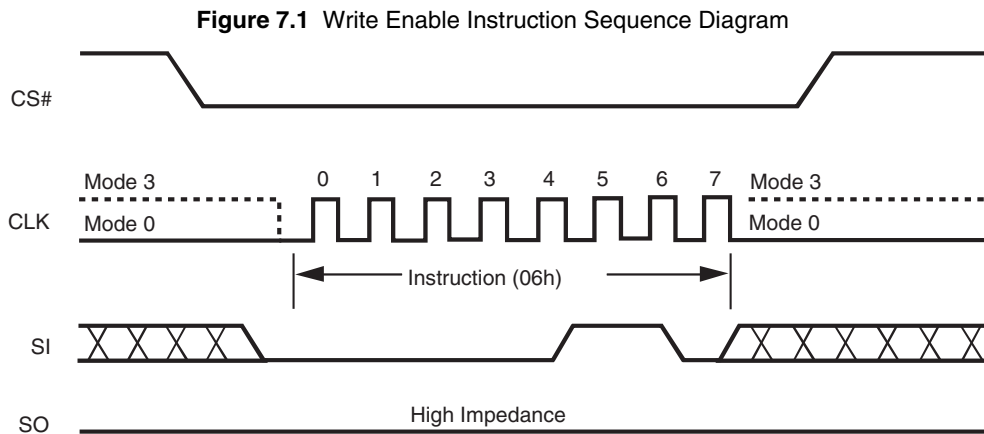 Figure 7.1 Write Enable Instruction Sequence Diagram
CS#
Mode 3
0 1 2 3 4 5 6 7
Mode 3
CLK
Mode 0
Mode 0
Instruction (06h)
SI
High Impedance
SO